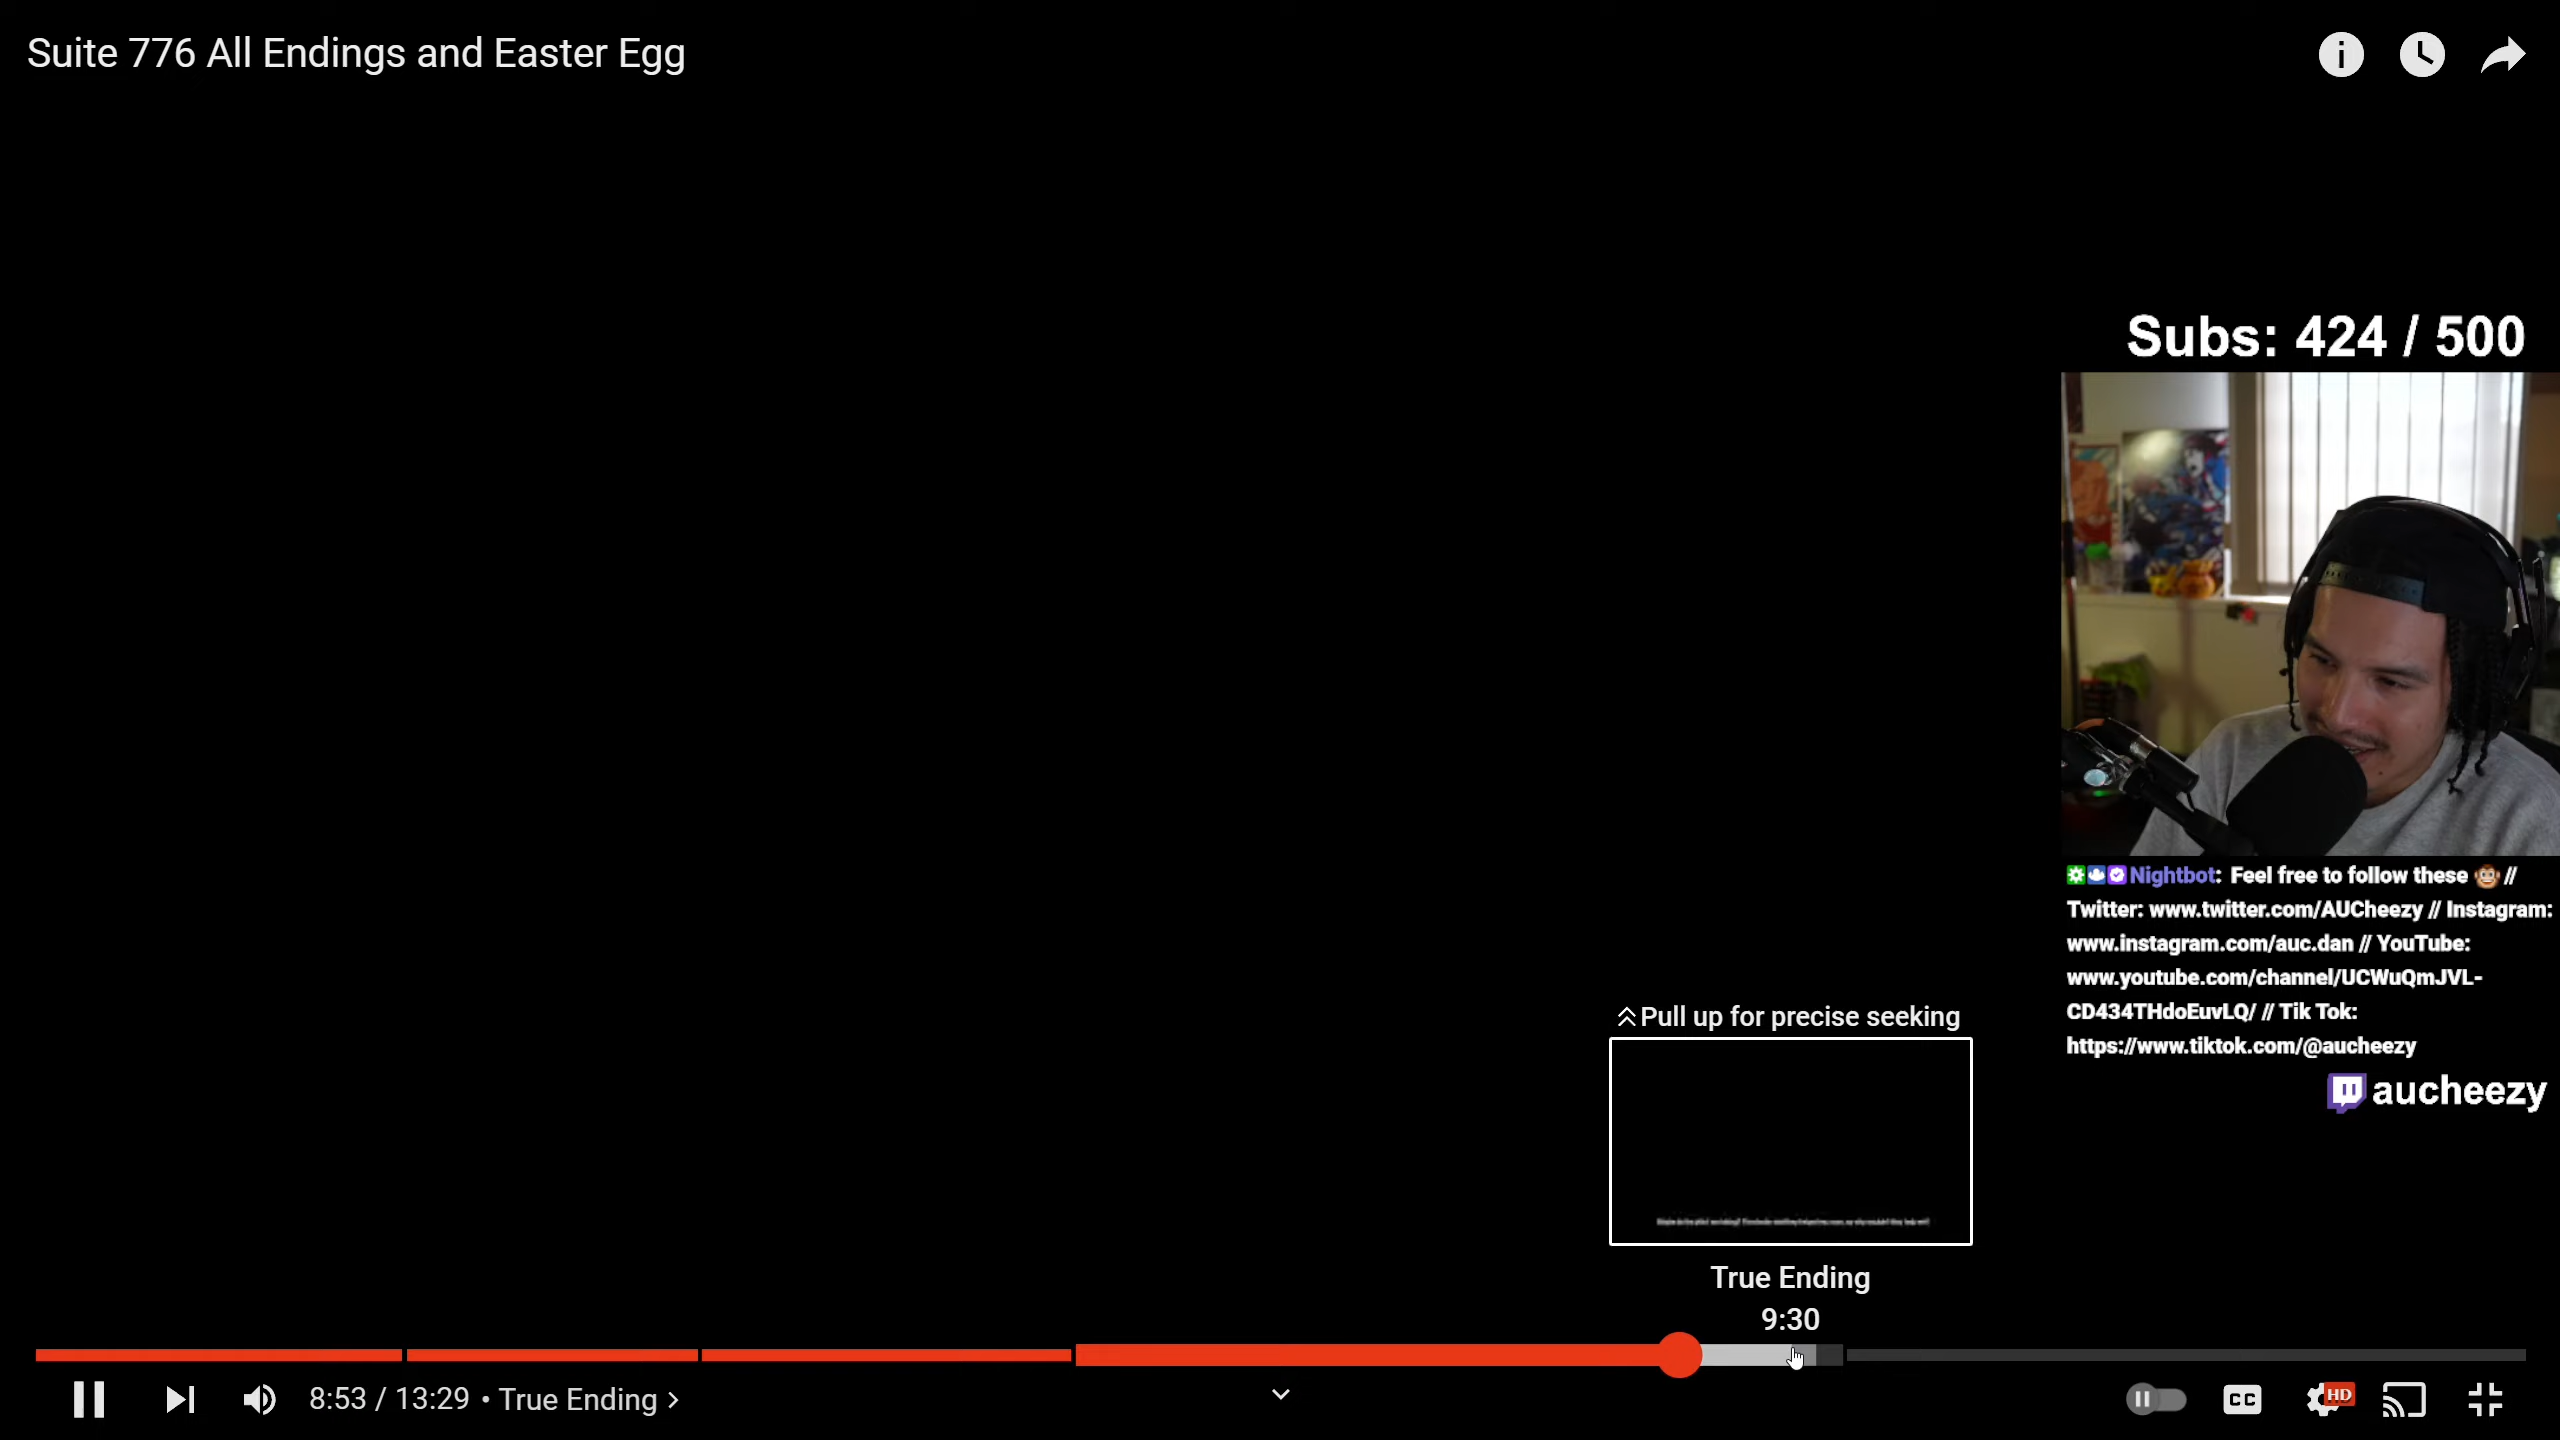 Suite 776 All Endings and Easter Egg
Subs: 424 / 500
Nightbot: Feel free to follow these //
Twitter: www.twitter.com/AUCheezy // Instagram:
www.instagram.com/auc.dan // YouTube:
www.youtube.com/channel/UCWuQmJVL-
CD434THdoEuvLQ/ // Tik Tok:
https://www.tiktok.com/@aucheezy
aucheezy
Pull up for precise seeking
True Ending
9:30
8:53 / 13:29 • True Ending >
CC
HD